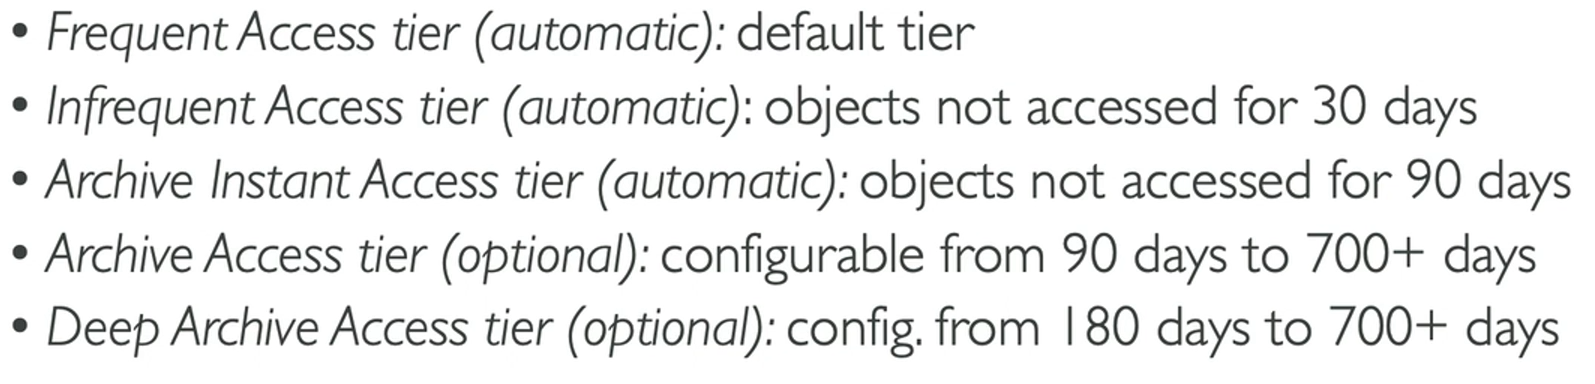 • Frequent Access tier (automatic): default tier
• Infrequent Access tier (automatic): objects not accessed for 30 days
• Archive Instant Access tier (automatic): objects not accessed for 90 days
• Archive Access tier (optional): configurable from 90 days to 700+ days
• Deep Archive Access tier (optional): config. from 180 days to 700+ days